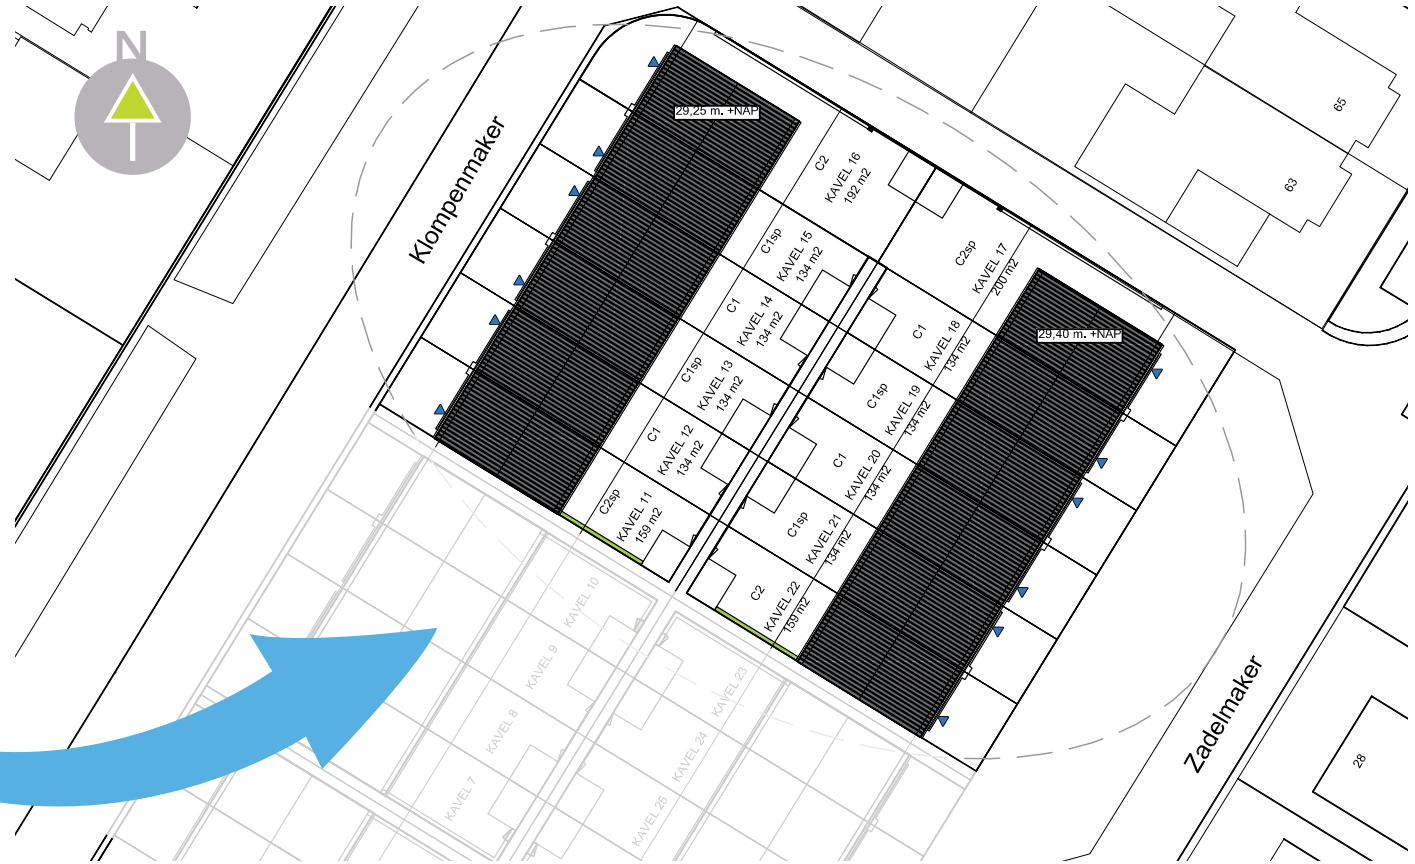 N
Klompenmaker
29,25 m. +NAP
C2
KAVEL 16
192 m2
C1sp
KAVEL 15
134 m2
C1
KAVEL 14
134 m2
C1sp
KAVEL 13
134 m2
C1
KAVEL 12
134 m2
C2sp
KAVEL 11
159 m2
C2sp
KAVEL 17
200 m2
C1
KAVEL 18
134 m2
C1sp
KAVEL 19
134 m2
C1
KAVEL 20
134 m2
C1sp
KAVEL 21
134 m2
C2
KAVEL 22
159 m2
29,40 m. +NAP
65
63
KAVEL 10
KAVEL 9
KAVEL 8
KAVEL 7
KAVEL 23
KAVEL 24
KAVEL 25
Zadelmaker
28